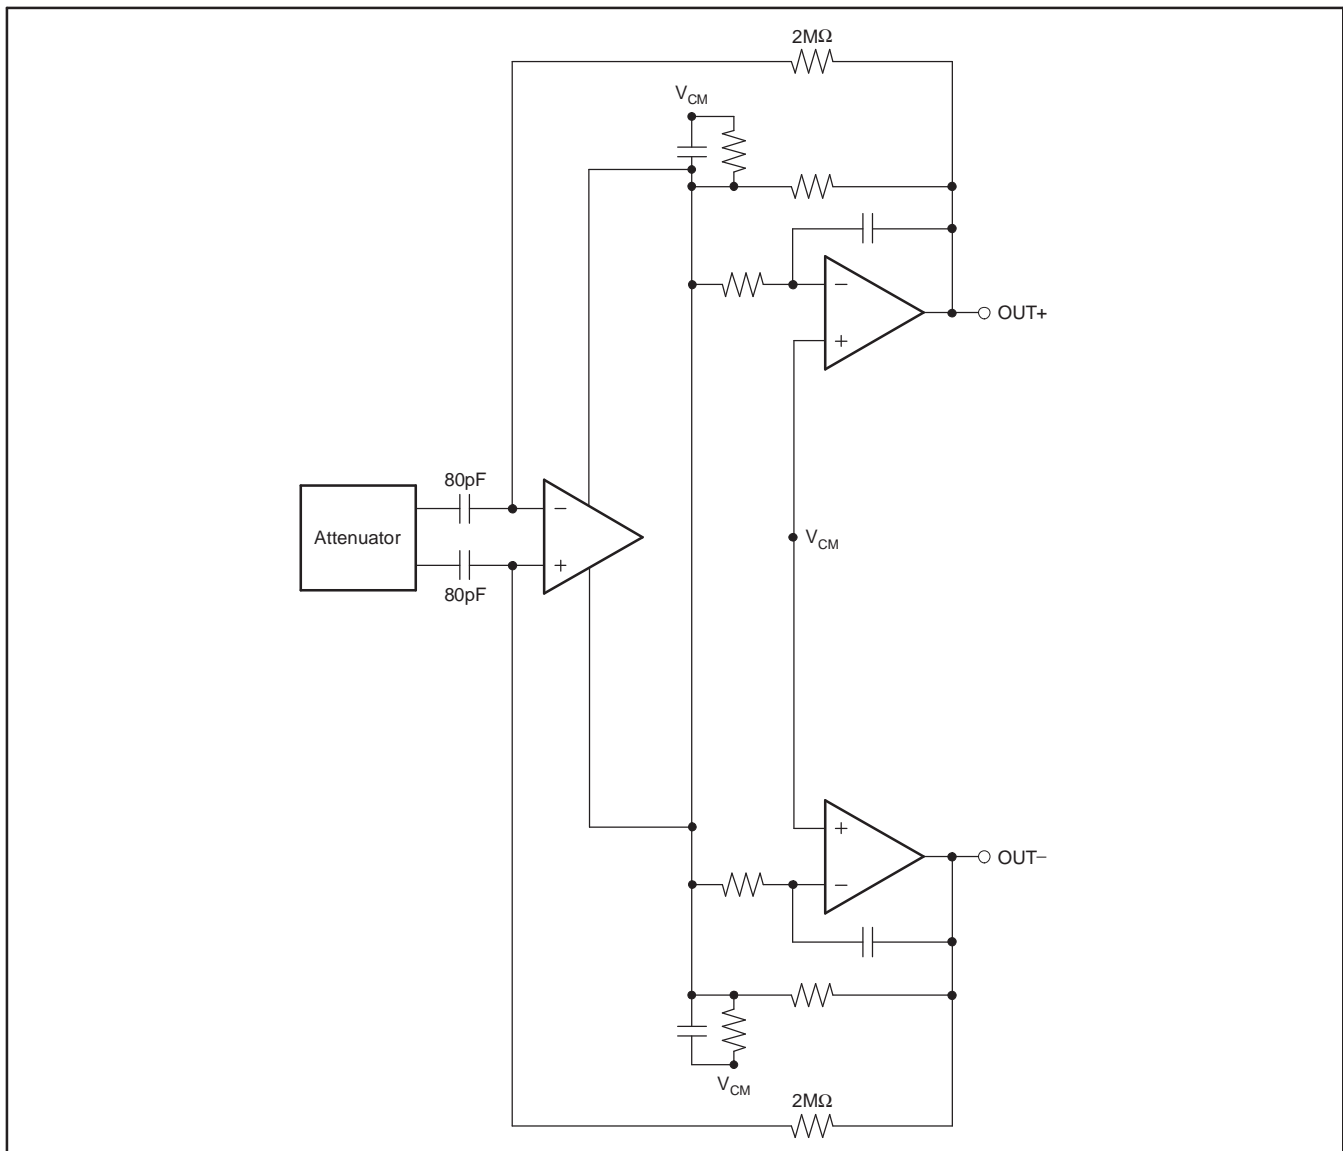 2MΩ
V_CM
−
+
OUT+
80pF
Attenuator
80pF
−
+
V_CM
+
−
OUT−
V_CM
2MΩ